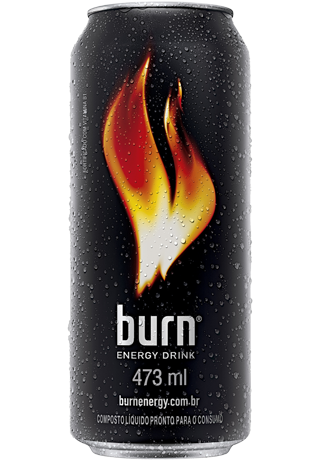 burn®
ENERGY DRINK
473 ml
burnenergy.com.br
COMPOSTO LÍQUIDO PRONTO PARA O CONSUMO